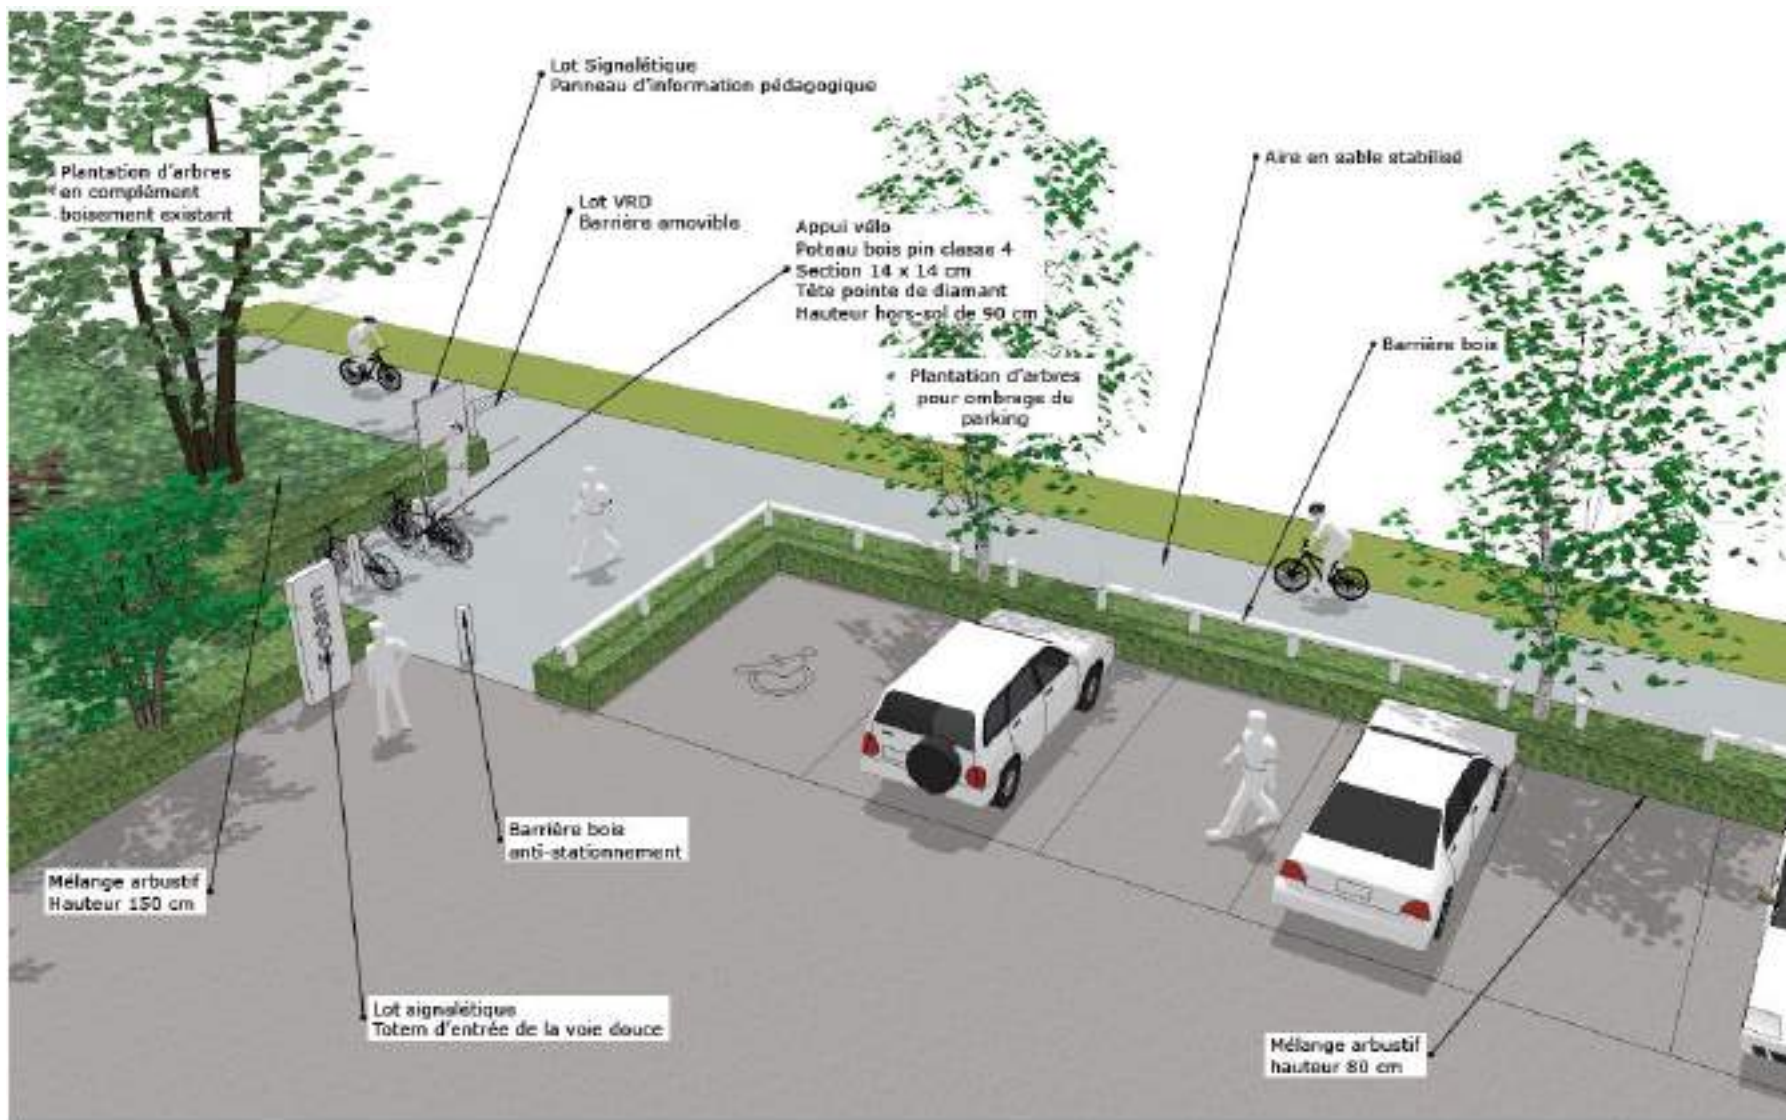 Lot Signalétique
Panneau d'information pédagogique
Plantation d'arbres
en complément
boisement existant
Lot VRD
Barrière amovible
Appui vélo
Poteau bois pin classe 4
Section 14 x 14 cm
Tête pointe de diamant
Hauteur hors-sol de 90 cm
Aire en sable stabilisé
Barrière bois
Plantation d'arbres
pour ombrage du
parking
Barrière bois
anti-stationnement
Mélange arbustif
Hauteur 150 cm
Lot signalétique
Totem d'entrée de la voie douce
Mélange arbustif
hauteur 80 cm